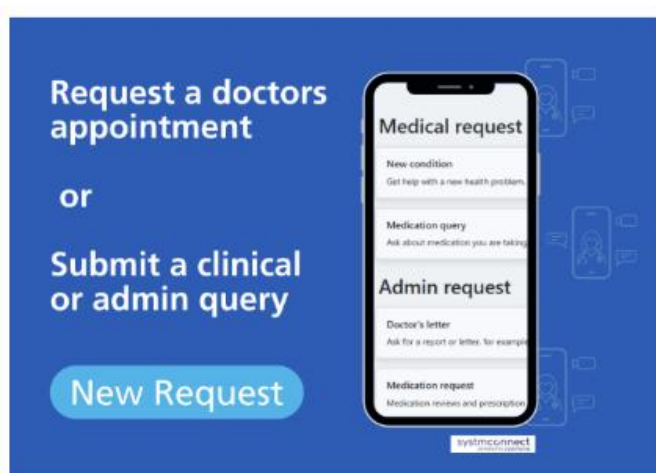 Request a doctors
appointment
or
Submit a clinical
or admin query
New Request
Medical request
New condition
Get help with a new health problem.
Medication query
Ask about medication you are taking
Admin request
Doctor's letter
Ask for a report or letter, for example
Medication request
Medication reviews and prescription
systmconnect